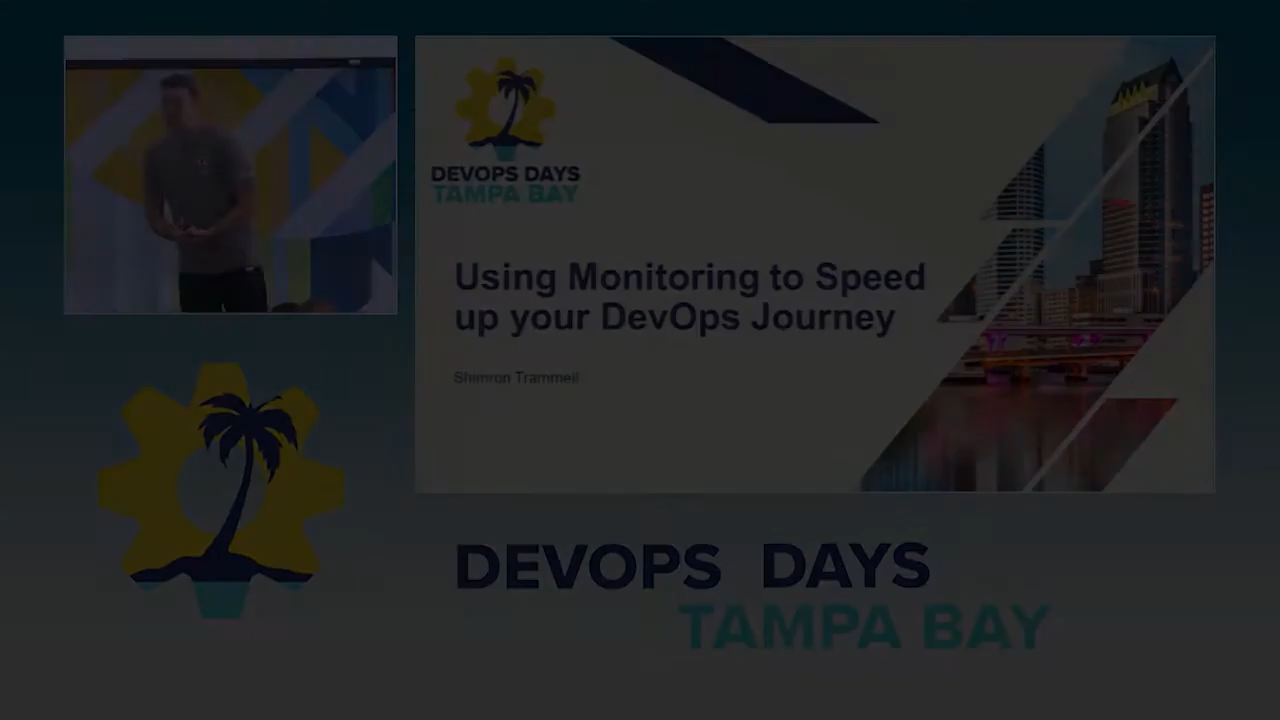 DEVOPS DAYS
TAMPA BAY
Using Monitoring to Speed
up your DevOps Journey
Shimron Trammell
DEVOPS DAYS
TAMPA BAY